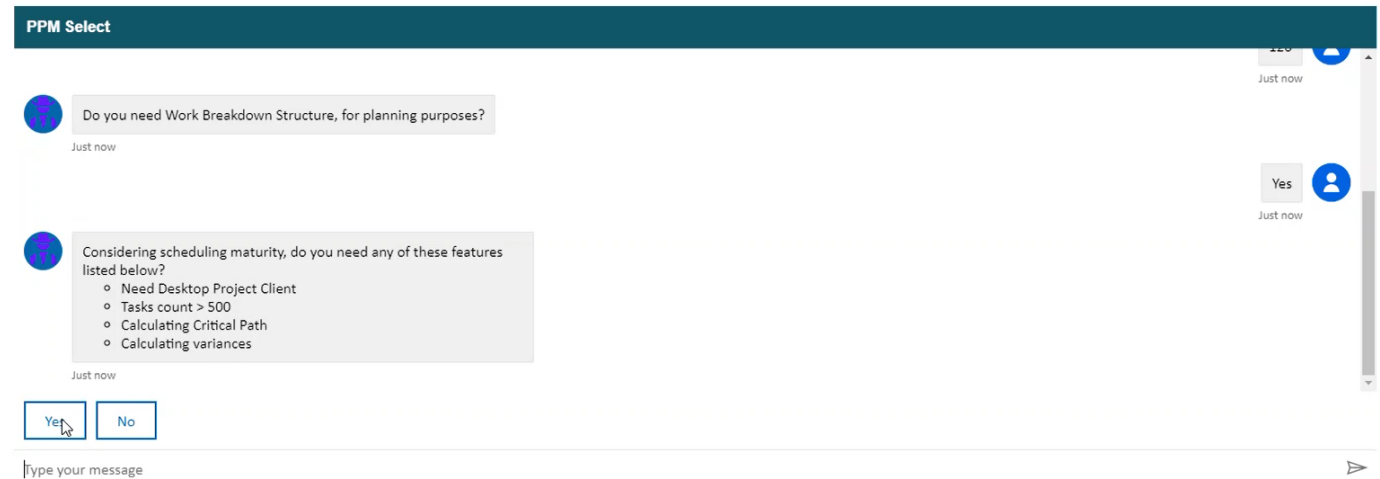 PPM Select
Just now
Do you need Work Breakdown Structure, for planning purposes?
Just now
Yes
Just now
Considering scheduling maturity, do you need any of these features
listed below?
Need Desktop Project Client
Tasks count > 500
Calculating Critical Path
Calculating variances
Just now
Yes
No
Type your message